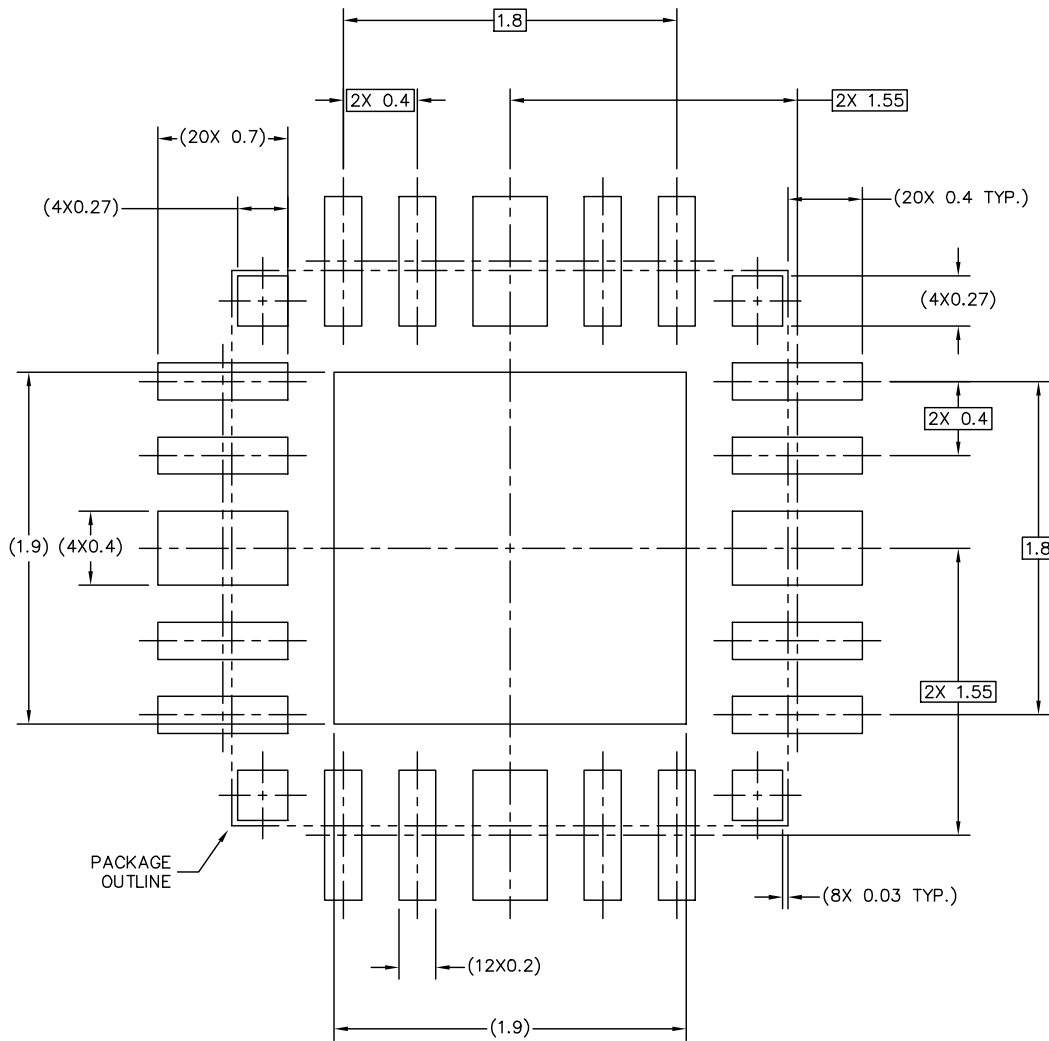 1.8
2X 0.4
2X 1.55
(20X 0.7)
(4X0.27)
(20X 0.4 TYP.)
(4X0.27)
2X 0.4
(1.9)
(4X0.4)
1.8
2X 1.55
PACKAGE
OUTLINE
(8X 0.03 TYP.)
(12X0.2)
(1.9)